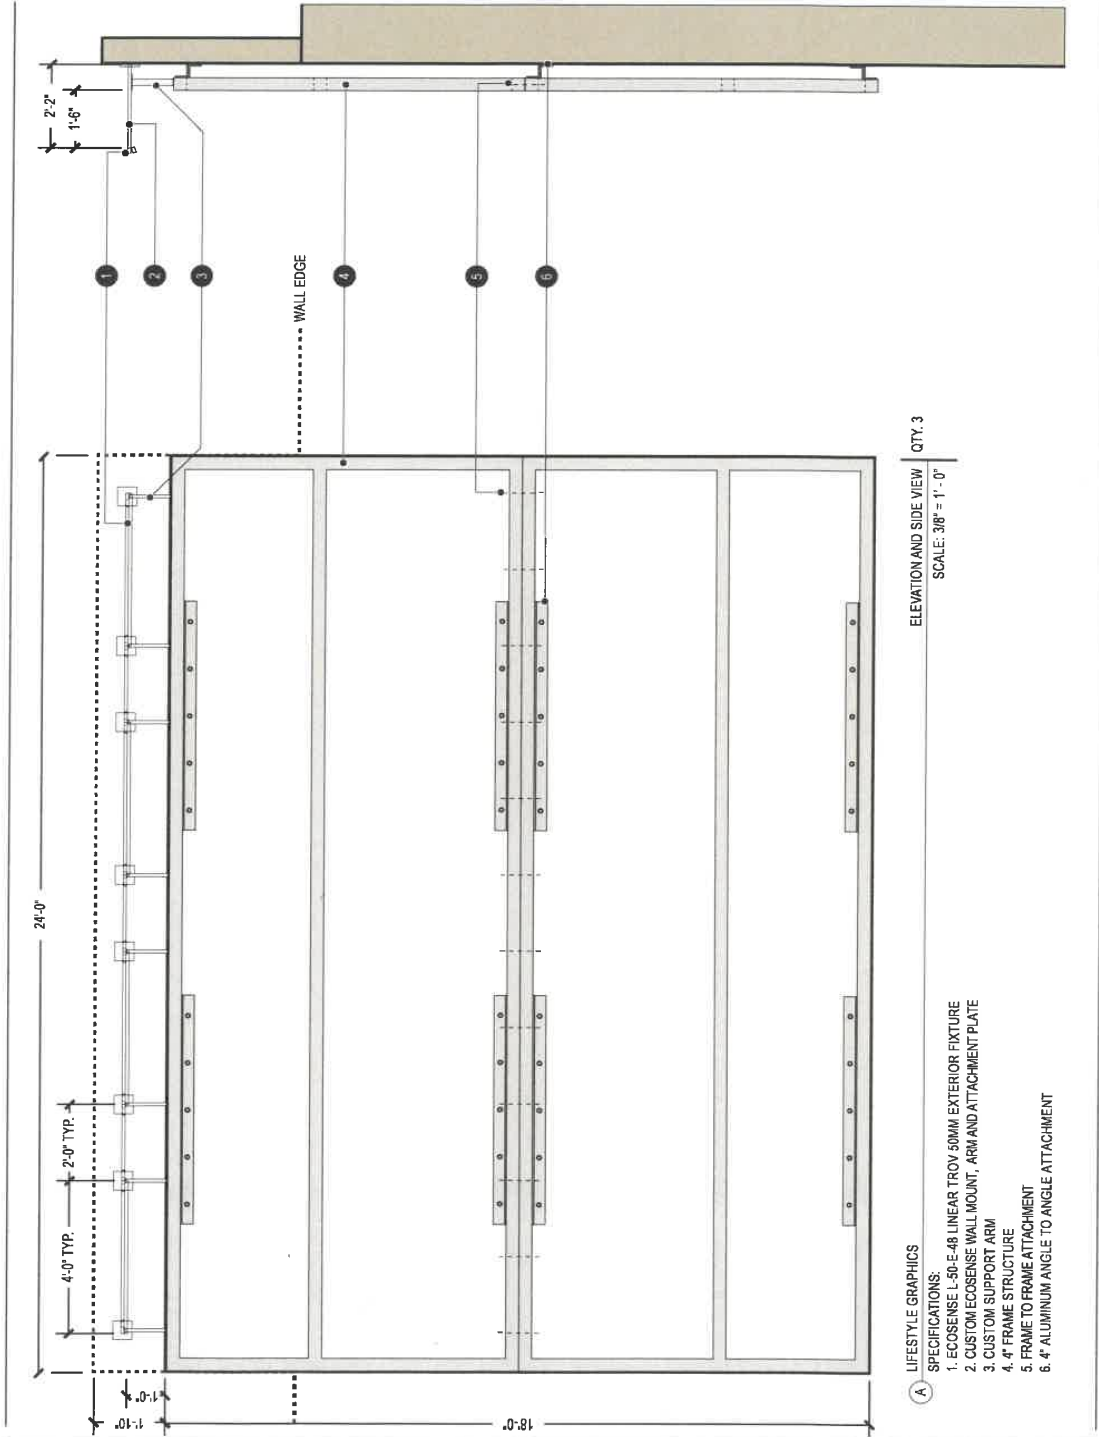 24'-0"
4'-0" TYP.
2'-0" TYP.
2'-2"
1'-6"
1'-10"
1'-0"
18'-0"
1
2
3
WALL EDGE
4
5
6
A
LIFESTYLE GRAPHICS
ELEVATION AND SIDE VIEW
QTY. 3
SPECIFICATIONS:
SCALE: 3/8" = 1' - 0"
1. ECOSENSE L-50-E-48 LINEAR TROV 50MM EXTERIOR FIXTURE
2. CUSTOM ECOSENSE WALL MOUNT, ARM AND ATTACHMENT PLATE
3. CUSTOM SUPPORT ARM
4. 4" FRAME STRUCTURE
5. FRAME TO FRAME ATTACHMENT
6. 4" ALUMINUM ANGLE TO ANGLE ATTACHMENT